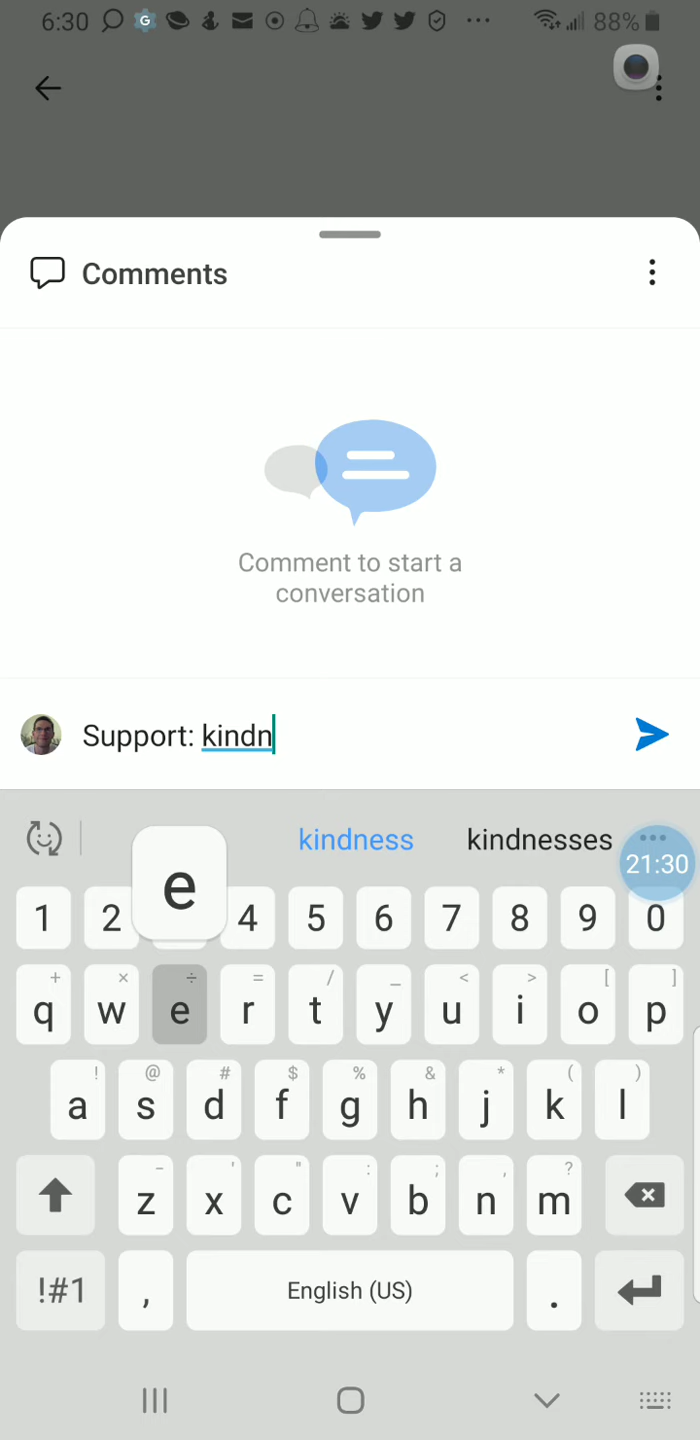 6:30 G 88%
Comments
Comment to start a
conversation
Support: kindn
kindness kindnesses
21:30
e
1 2 4 5 6 7 8 9 0
+ × ÷ = / _ < > [ ]
q w e r t y u i o p
! @ # $ % & * ( )
a s d f g h j k l
- ' " : ; , ?
z x c v b n m
!#1 , English (US) .